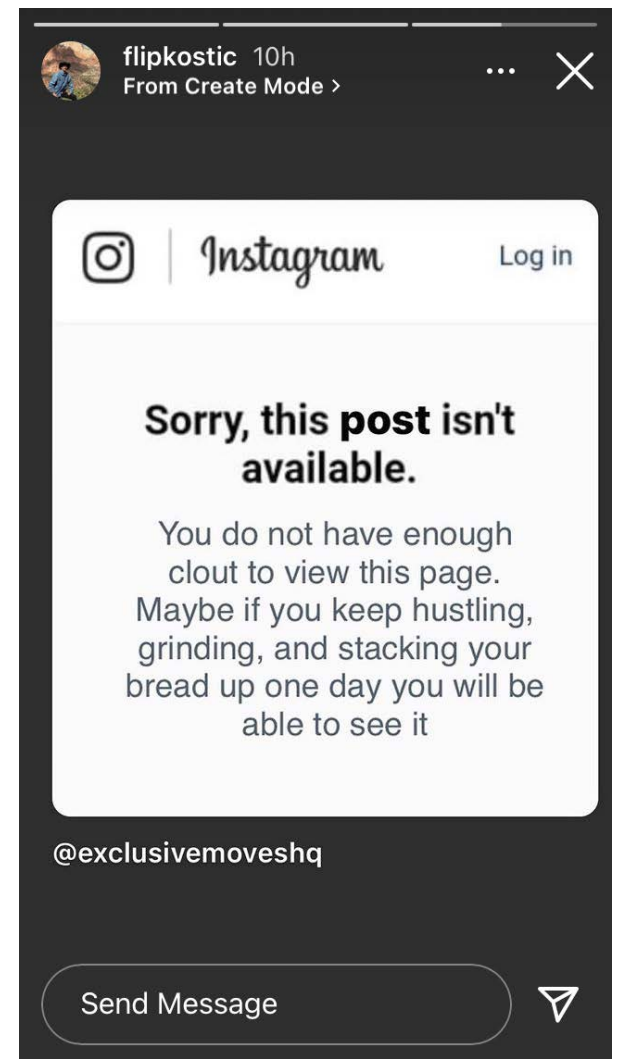 flipkostic 10h
From Create Mode >
Instagram
Log in
Sorry, this post isn't
available.
You do not have enough
clout to view this page.
Maybe if you keep hustling,
grinding, and stacking your
bread up one day you will be
able to see it
@exclusivemoveshq
Send Message